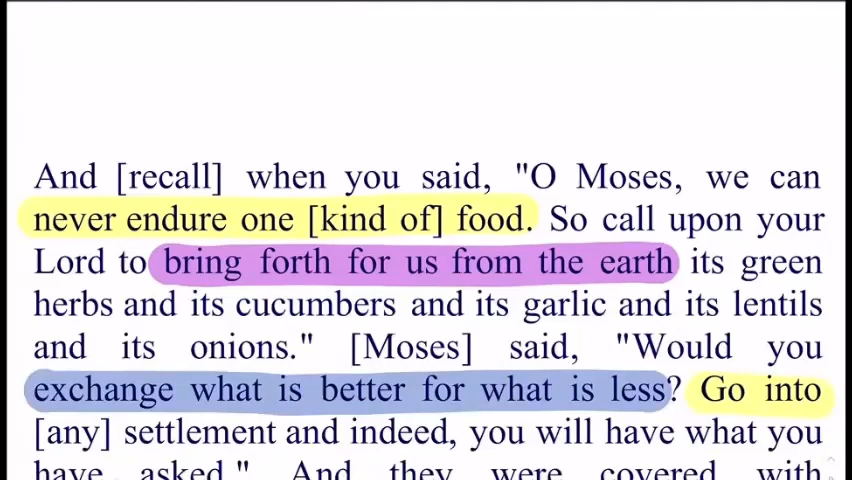 And [recall] when you said, "O Moses, we can
never endure one [kind of] food. So call upon your
Lord to bring forth for us from the earth its green
herbs and its cucumbers and its garlic and its lentils
and its onions." [Moses] said, "Would you
exchange what is better for what is less? Go into
[any] settlement and indeed, you will have what you
have asked." And they were covered with